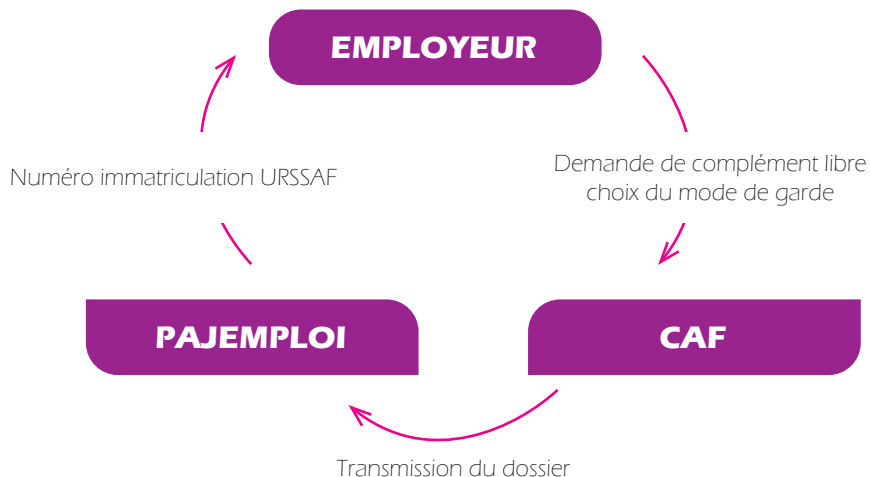 EMPLOYEUR
Numéro immatriculation URSSAF
Demande de complément libre
choix du mode de garde
PAJEMPLOI
CAF
Transmission du dossier